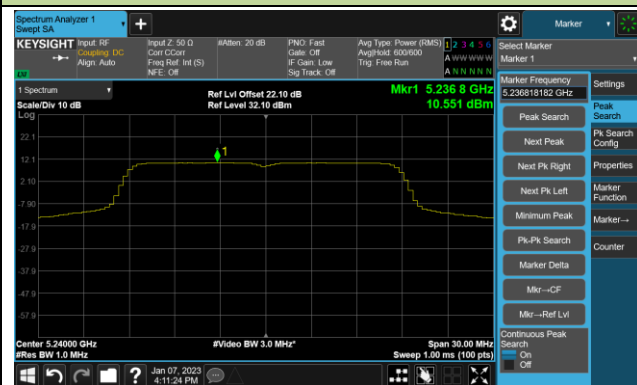 Spectrum Analyzer 1
Swept SA
+
Marker
KEYSIGHT
Input: RF
Coupling: DC
Align: Auto
Input Z: 50 Ω
Corr CCorr
Freq Ref: Int (S)
NFE: Off
#Atten: 20 dB
PNO: Fast
Gate: Off
IF Gain: Low
Sig Track: Off
Avg Type: Power (RMS)
Avg|Hold: 600/600
Trig: Free Run
1 2 3 4 5 6
A W W W W W
A N N N N N
Select Marker
Marker 1
1 Spectrum
Scale/Div 10 dB
Log
Ref Lvl Offset 22.10 dB
Ref Level 32.10 dBm
Mkr1 5.236 8 GHz
10.551 dBm
22.1
12.1
2.10
-7.90
-17.9
-27.9
-37.9
-47.9
-57.9
1
Center 5.24000 GHz
#Res BW 1.0 MHz
#Video BW 3.0 MHz*
Span 30.00 MHz
Sweep 1.00 ms (100 pts)
Marker Frequency
5.236818182 GHz
Peak Search
Next Peak
Next Pk Right
Next Pk Left
Minimum Peak
Pk-Pk Search
Marker Delta
Mkr→CF
Mkr→Ref Lvl
Continuous Peak
Search
On
Off
Settings
Peak
Search
Pk Search
Config
Properties
Marker
Function
Marker→
Counter
?
Jan 07, 2023
4:11:24 PM